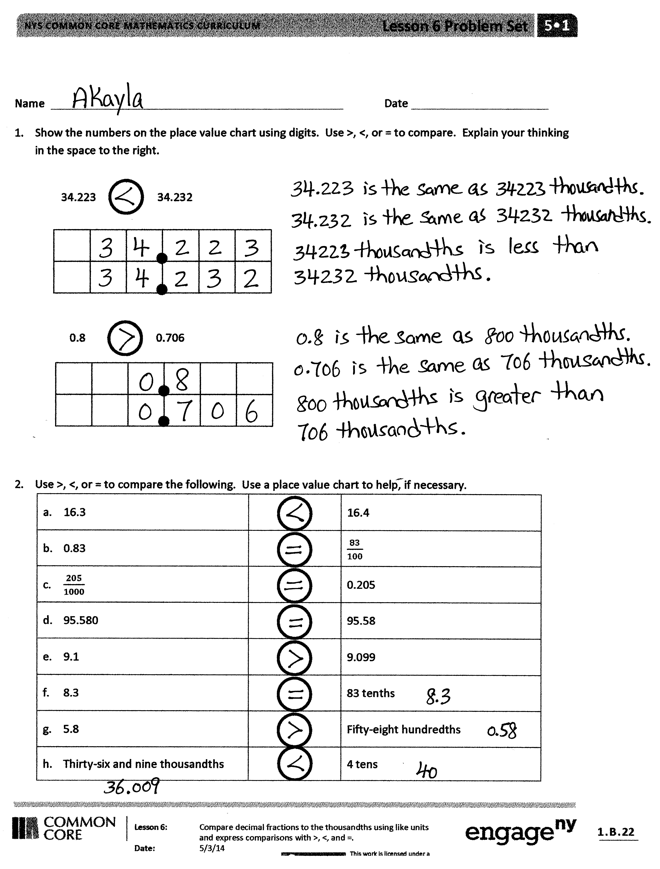 NYS COMMON CORE MATHEMATICS CURRICULUM Lesson 6 Problem Set 5•1
Name AKayla Date
1. Show the numbers on the place value chart using digits. Use >, <, or = to compare. Explain your thinking
in the space to the right.
34.223 < 34.232
34.223 is the same as 34223 thousandths.
34.232 is the same as 34232 thousandths.
34223 thousandths is less than
34232 thousandths.
3 4 . 2 2 3
3 4 . 2 3 2
0.8 > 0.706
0.8 is the same as 800 thousandths.
0.706 is the same as 706 thousandths.
800 thousandths is greater than
706 thousandths.
0 . 8
0 . 7 0 6
2. Use >, <, or = to compare the following. Use a place value chart to help, if necessary.
a. 16.3 < 16.4
b. 0.83 = 83/100
c. 205/1000 = 0.205
d. 95.580 = 95.58
e. 9.1 > 9.099
f. 8.3 = 83 tenths 8.3
g. 5.8 > Fifty-eight hundredths 0.58
h. Thirty-six and nine thousandths < 4 tens 40
36.009
COMMON CORE
Lesson 6: Compare decimal fractions to the thousandths using like units
and express comparisons with >, <, and =.
Date: 5/3/14
engageny
1.B.22
This work is licensed under a